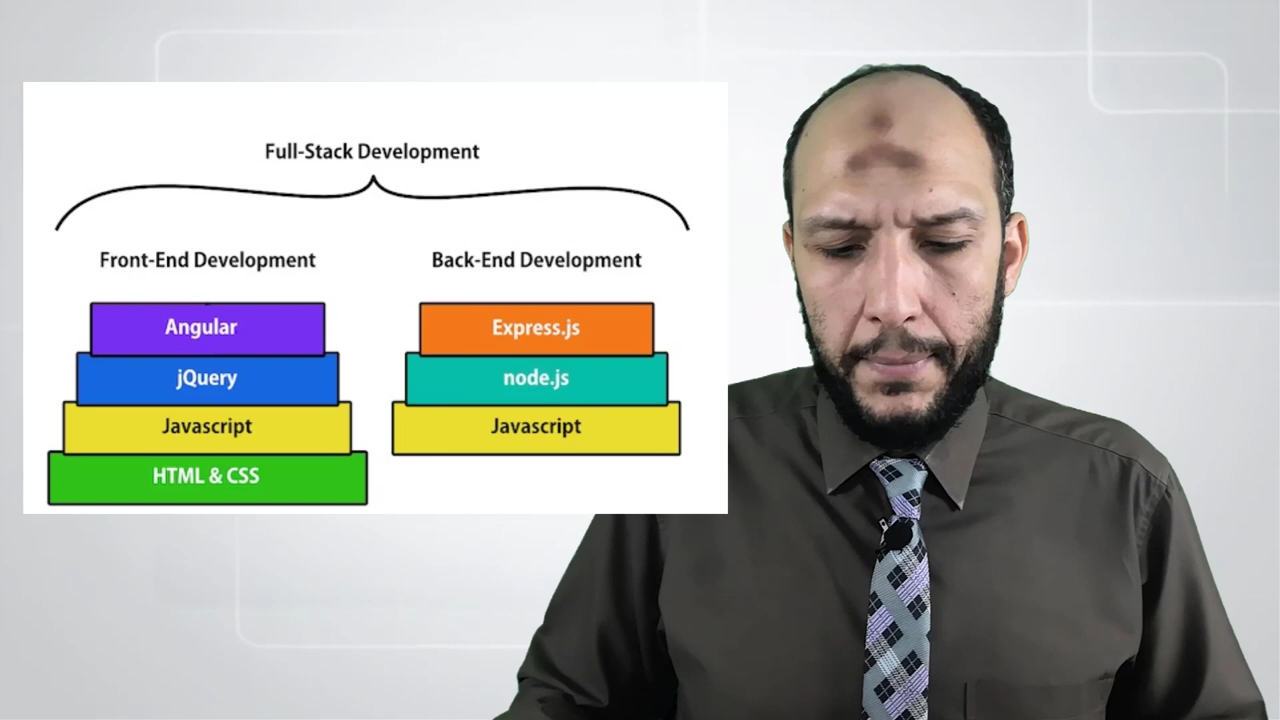 Full-Stack Development
Front-End Development
Angular
jQuery
Javascript
HTML & CSS
Back-End Development
Express.js
node.js
Javascript